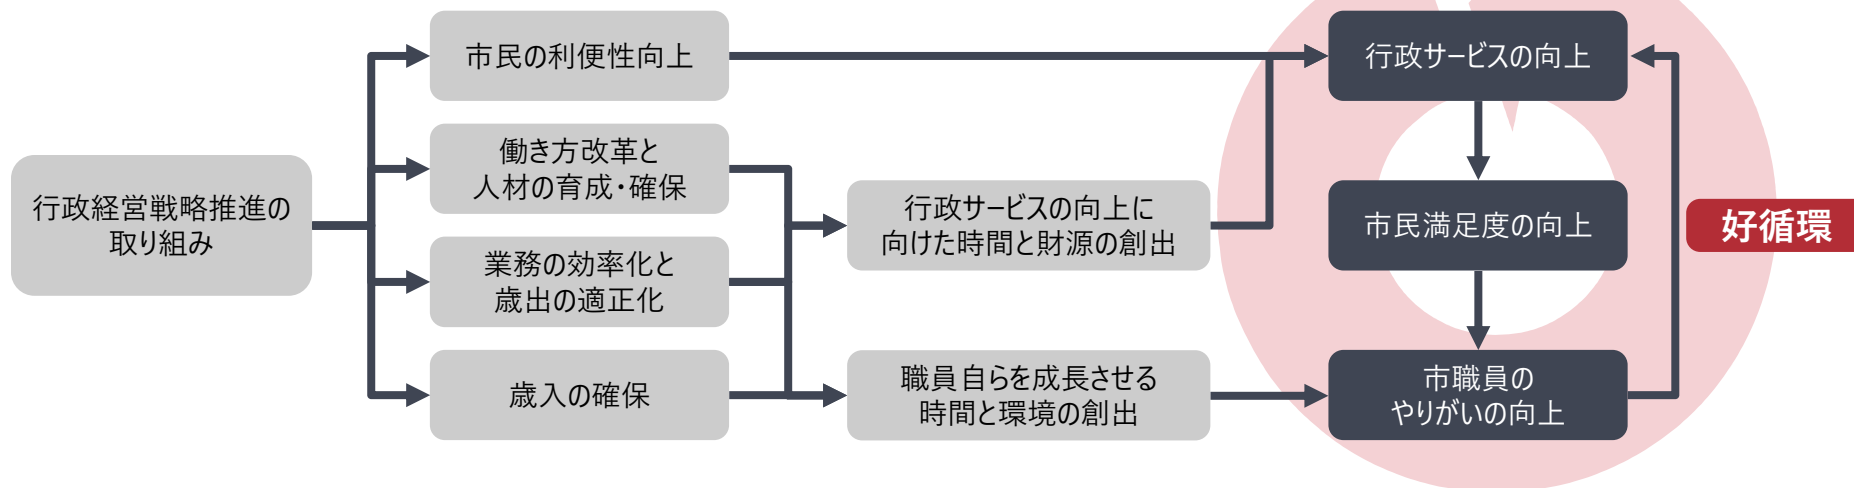 行政経営戦略推進の
取り組み
市民の利便性向上
働き方改革と
人材の育成・確保
業務の効率化と
歳出の適正化
歳入の確保
行政サービスの向上に
向けた時間と財源の創出
職員自らを成長させる
時間と環境の創出
行政サービスの向上
市民満足度の向上
市職員の
やりがいの向上
好循環